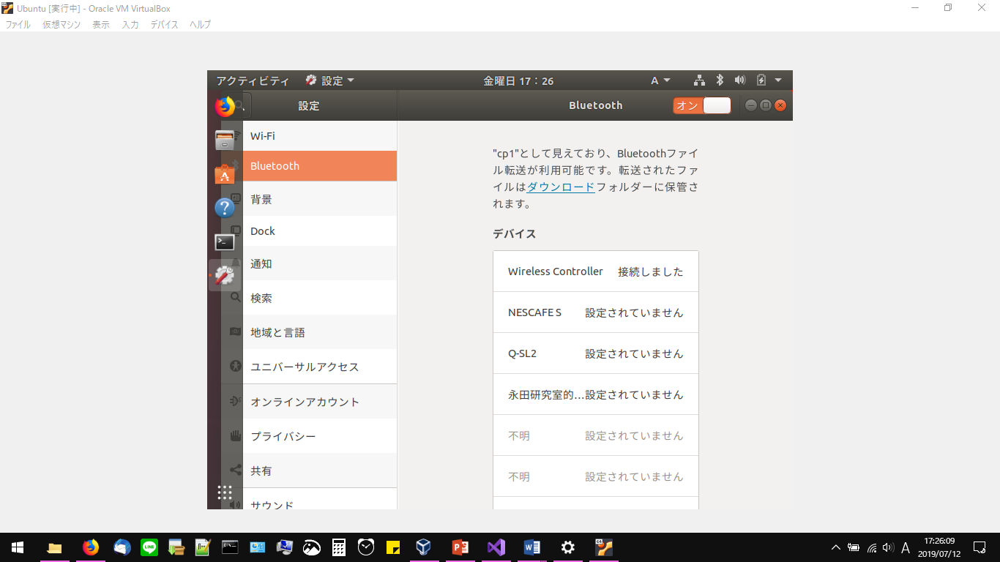 Ubuntu [実行中] - Oracle VM VirtualBox
ファイル 仮想マシン 表示 入力 デバイス ヘルプ
アクティビティ 設定 金曜日 17:26 A
設定 Bluetooth オン
Wi-Fi
Bluetooth
背景
Dock
通知
検索
地域と言語
ユニバーサルアクセス
オンラインアカウント
プライバシー
共有
サウンド
"cp1"として見えており、Bluetoothファイ
ル転送が利用可能です。転送されたファ
イルはダウンロードフォルダーに保管さ
れます。
デバイス
Wireless Controller 接続しました
NESCAFE S 設定されていません
Q-SL2 設定されていません
永田研究室的…設定されていません
不明 設定されていません
不明 設定されていません
LINE
A 17:26:09
2019/07/12